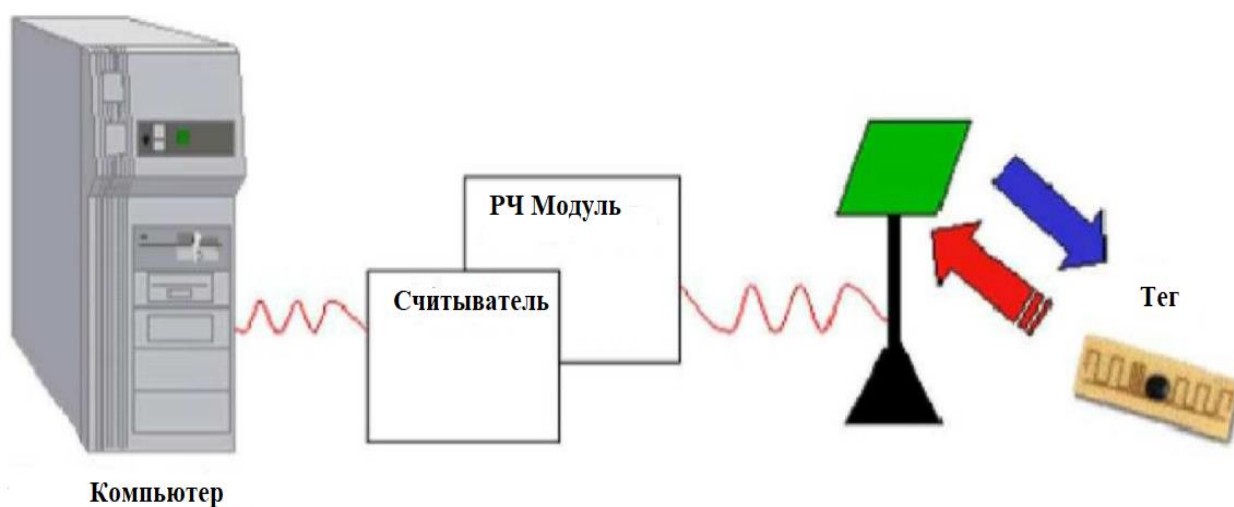 РЧ Модуль
Считыватель
Тег
Компьютер